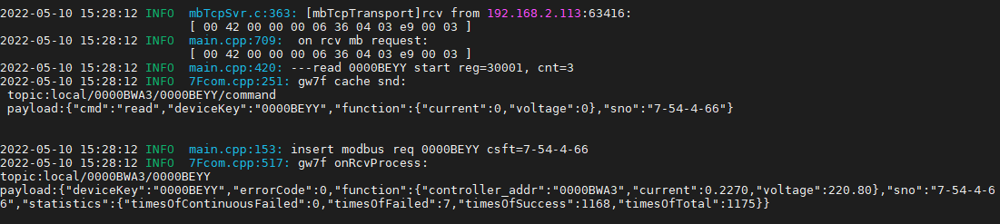 2022-05-10 15:28:12 INFO  mbTcpSvr.c:363: [mbTcpTransport]rcv from 192.168.2.113:63416:
[ 00 42 00 00 00 06 36 04 03 e9 00 03 ]
2022-05-10 15:28:12 INFO  main.cpp:709:  on rcv mb request:
[ 00 42 00 00 00 06 36 04 03 e9 00 03 ]
2022-05-10 15:28:12 INFO  main.cpp:420: ---read 0000BEYY start reg=30001, cnt=3
2022-05-10 15:28:12 INFO  7Fcom.cpp:251: gw7f cache snd:
topic:local/0000BWA3/0000BEYY/command
payload:{"cmd":"read","deviceKey":"0000BEYY","function":{"current":0,"voltage":0},"sno":"7-54-4-66"}
2022-05-10 15:28:12 INFO  main.cpp:153: insert modbus req 0000BEYY csft=7-54-4-66
2022-05-10 15:28:12 INFO  7Fcom.cpp:517: gw7f onRcvProcess:
topic:local/0000BWA3/0000BEYY
payload:{"deviceKey":"0000BEYY","errorCode":0,"function":{"controller_addr":"0000BWA3","current":0.2270,"voltage":220.80},"sno":"7-54-4-6
6","statistics":{"timesOfContinuousFailed":0,"timesOfFailed":7,"timesOfSuccess":1168,"timesOfTotal":1175}}